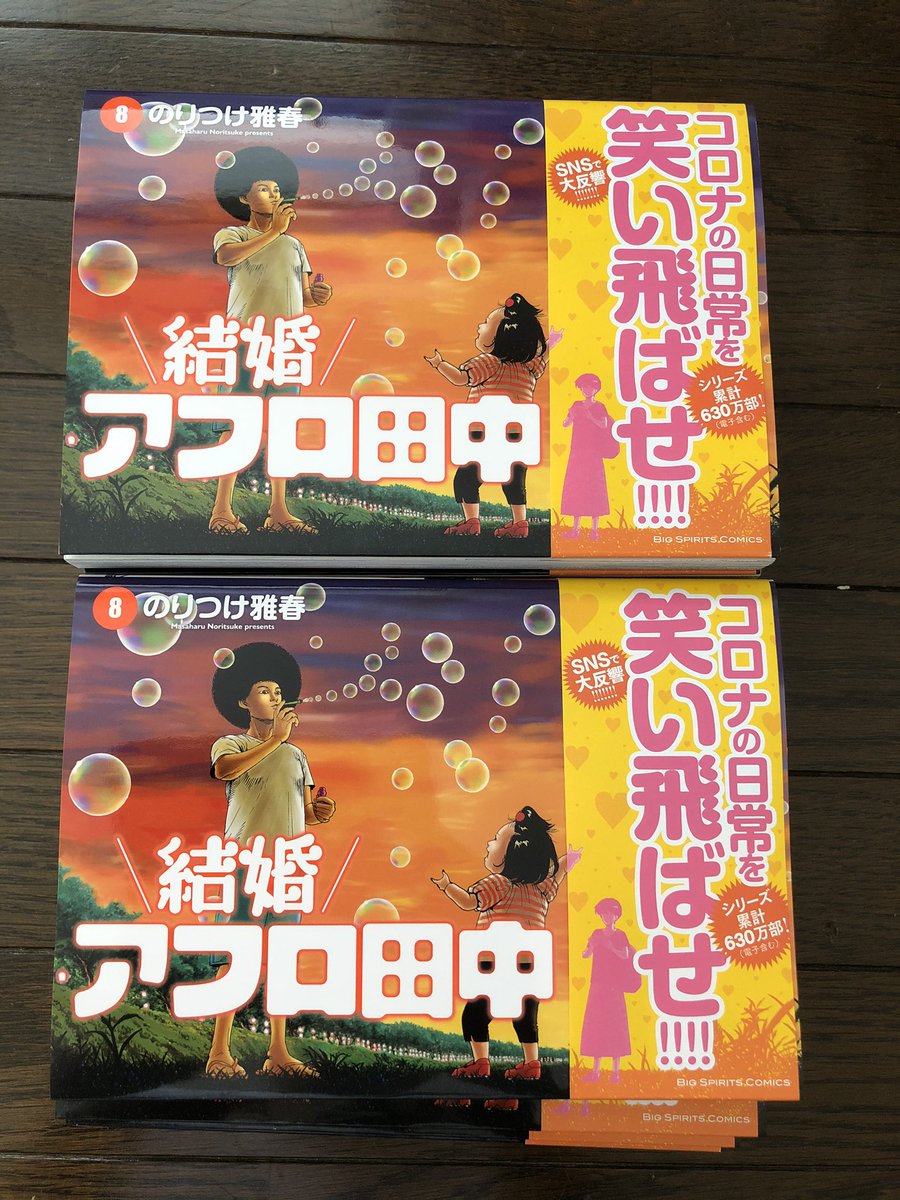 8 のりつけ雅春
Masaharu Noritsuke presents
結婚
アフロ田中
コロナの日常を
笑い飛ばせ!!!!
SNSで
大反響
!!!!!!!
シリーズ
累計
630万部!
(電子含む)
BIG SPIRITS COMICS
8 のりつけ雅春
Masaharu Noritsuke presents
結婚
アフロ田中
コロナの日常を
笑い飛ばせ!!!!
SNSで
大反響
!!!!!!!
シリーズ
累計
630万部!
(電子含む)
BIG SPIRITS COMICS
BIG SPIRITS COMICS